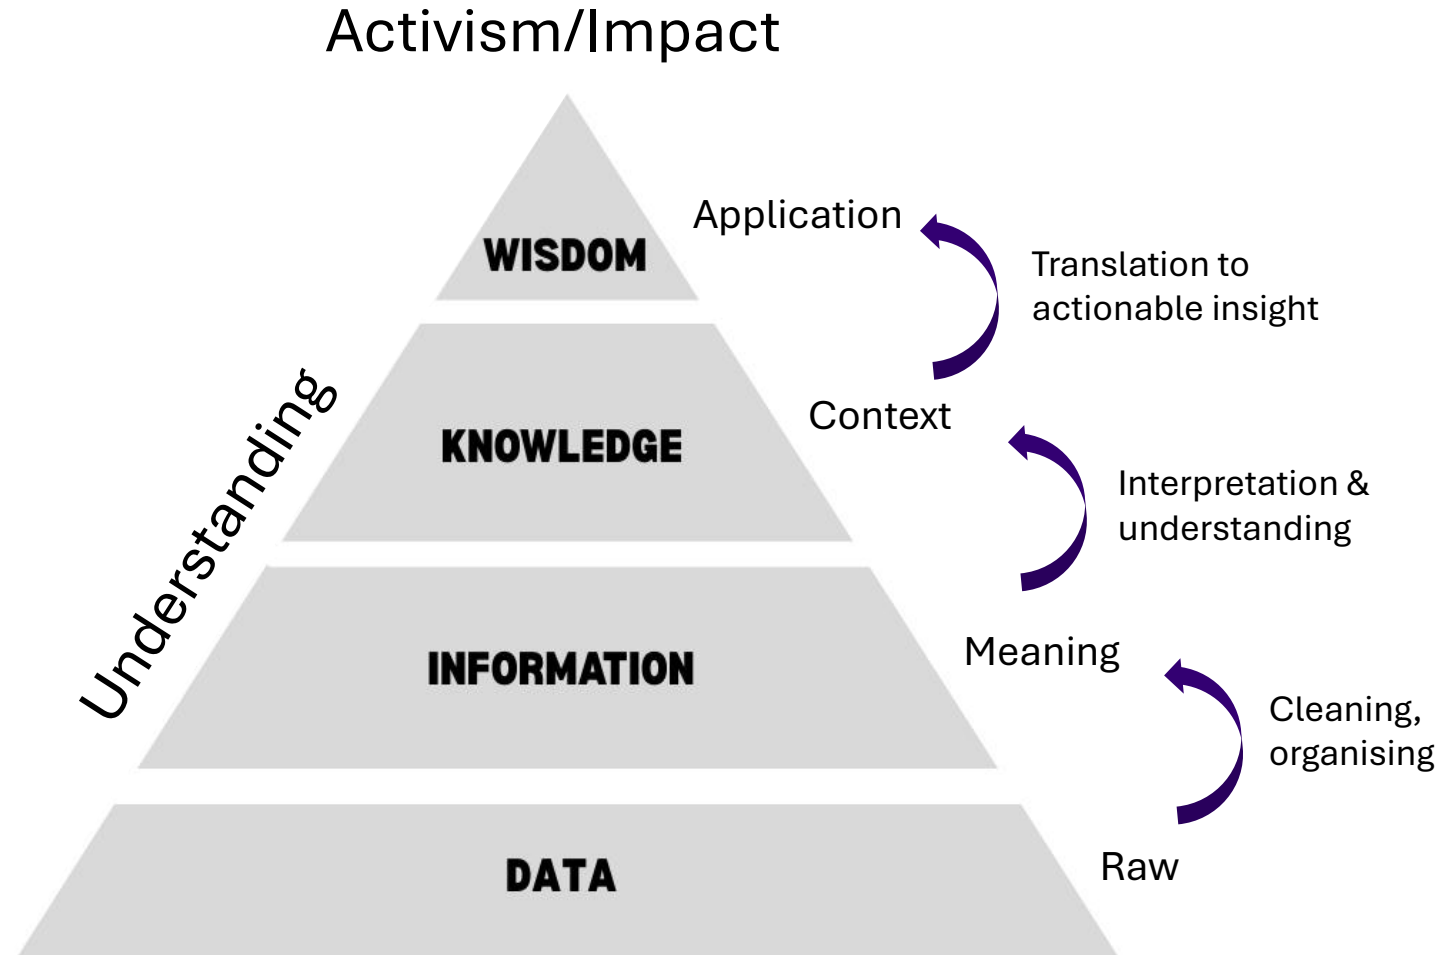 Activism/Impact
Application
WISDOM
Translation to
actionable insight
Understanding
Context
KNOWLEDGE
Interpretation &
understanding
Meaning
INFORMATION
Cleaning,
organising
Raw
DATA